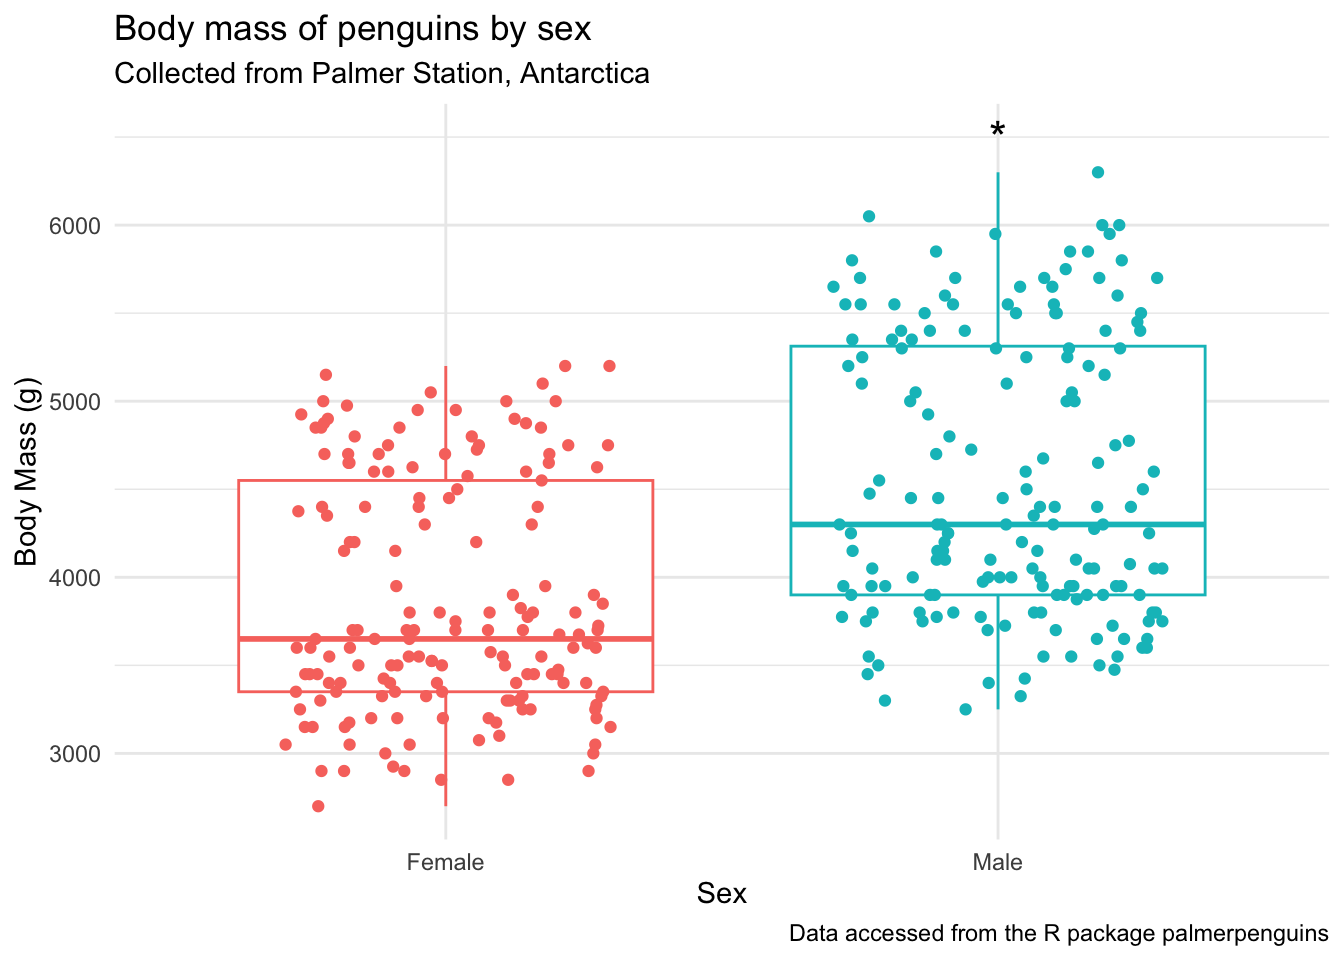 Body mass of penguins by sex
Collected from Palmer Station, Antarctica
*
6000
5000
4000
3000
Body Mass (g)
Female
Male
Sex
Data accessed from the R package palmerpenguins